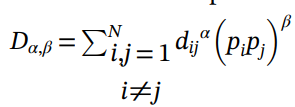 D_{α,β} = ∑_{i,j=1}^{N} d_{ij}^{α} (p_i p_j)^{β}
i≠j